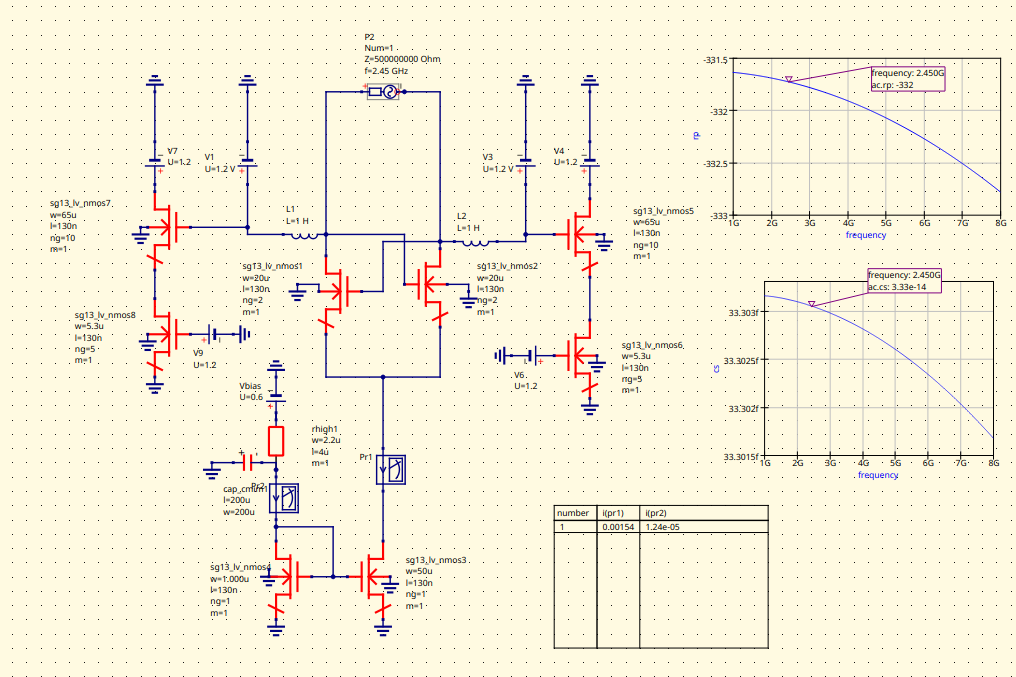 P2
Num=1
Z=500000000 Ohm
f=2.45 GHz
V7
U=1.2
V1
U=1.2 V
V3
U=1.2 V
V4
U=1.2
sg13_lv_nmos7
w=65u
l=130n
ng=10
m=1
L1
L=1 H
L2
L=1 H
sg13_lv_nmos5
w=65u
l=130n
ng=10
m=1
sg13_lv_nmos1
w=20u
l=130n
ng=2
m=1
sg13_lv_nmos2
w=20u
l=130n
ng=2
m=1
sg13_lv_nmos8
w=5.3u
l=130n
ng=5
m=1
V9
U=1.2
V6
U=1.2
sg13_lv_nmos6
w=5.3u
l=130n
ng=5
m=1
Vbias
U=0.6
rhigh1
w=2.2u
l=4u
m=1
Pr1
Pr2
cap_cmim1
l=200u
w=200u
sg13_lv_nmos4
w=1.000u
l=130n
ng=1
m=1
sg13_lv_nmos3
w=50u
l=130n
ng=1
m=1
-331.5
-332
-332.5
-333
rp
frequency: 2.450G
ac.rp: -332
1G 2G 3G 4G 5G 6G 7G 8G
frequency
frequency: 2.450G
ac.cs: 3.33e-14
33.303f
33.3025f
33.302f
33.3015f
cs
1G 2G 3G 4G 5G 6G 7G 8G
frequency
number i(pr1) i(pr2)
1 0.00154 1.24e-05